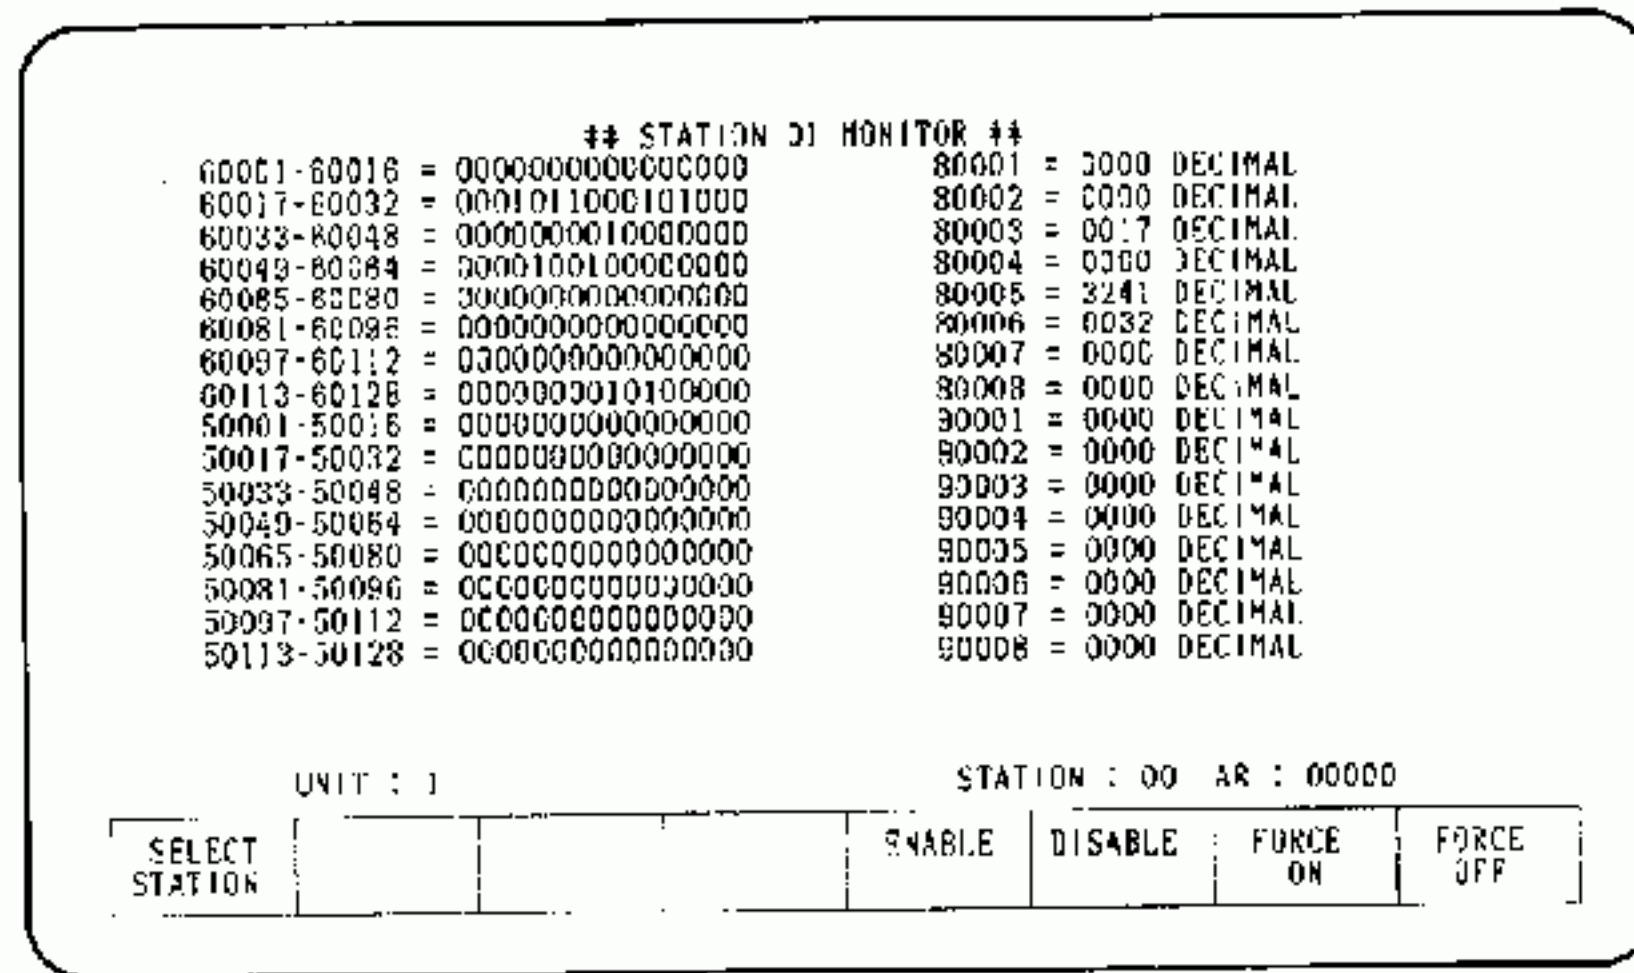 ## STATION 01 MONITOR ##
60001-60016 = 0000000000000000 80001 = 0000 DECIMAL
60017-60032 = 0001011000101000 80002 = 0000 DECIMAL
60033-60048 = 0000000010000000 80003 = 0017 DECIMAL
60049-60064 = 0000100100000000 80004 = 0000 DECIMAL
60065-60080 = 0000000000000000 80005 = 3241 DECIMAL
60081-60096 = 0000000000000000 80006 = 0032 DECIMAL
60097-60112 = 0000000000000000 80007 = 0000 DECIMAL
60113-60128 = 0000000010100000 80008 = 0000 DECIMAL
50001-50016 = 0000000000000000 90001 = 0000 DECIMAL
50017-50032 = 0000000000000000 90002 = 0000 DECIMAL
50033-50048 = 0000000000000000 90003 = 0000 DECIMAL
50049-50064 = 0000000000000000 90004 = 0000 DECIMAL
50065-50080 = 0000000000000000 90005 = 0000 DECIMAL
50081-50096 = 0000000000000000 90006 = 0000 DECIMAL
50097-50112 = 0000000000000000 90007 = 0000 DECIMAL
50113-50128 = 0000000000000000 90008 = 0000 DECIMAL
UNIT : 1 STATION : 00 AR : 00000
SELECT STATION
ENABLE
DISABLE
FORCE ON
FORCE OFF